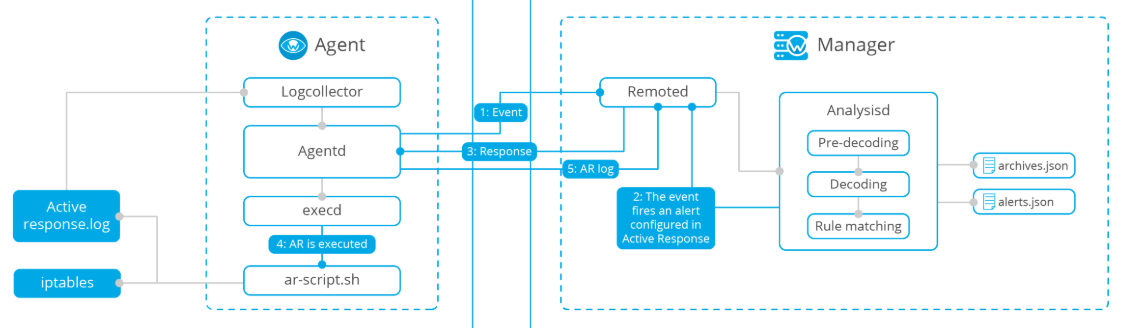 Agent
Logcollector
Agentd
execd
4: AR is executed
ar-script.sh
Active
response.log
iptables
1: Event
3: Response
5: AR log
Manager
Remoted
2: The event
fires an alert
configured in
Active Response
Analysisd
Pre-decoding
Decoding
Rule matching
archives.json
alerts.json